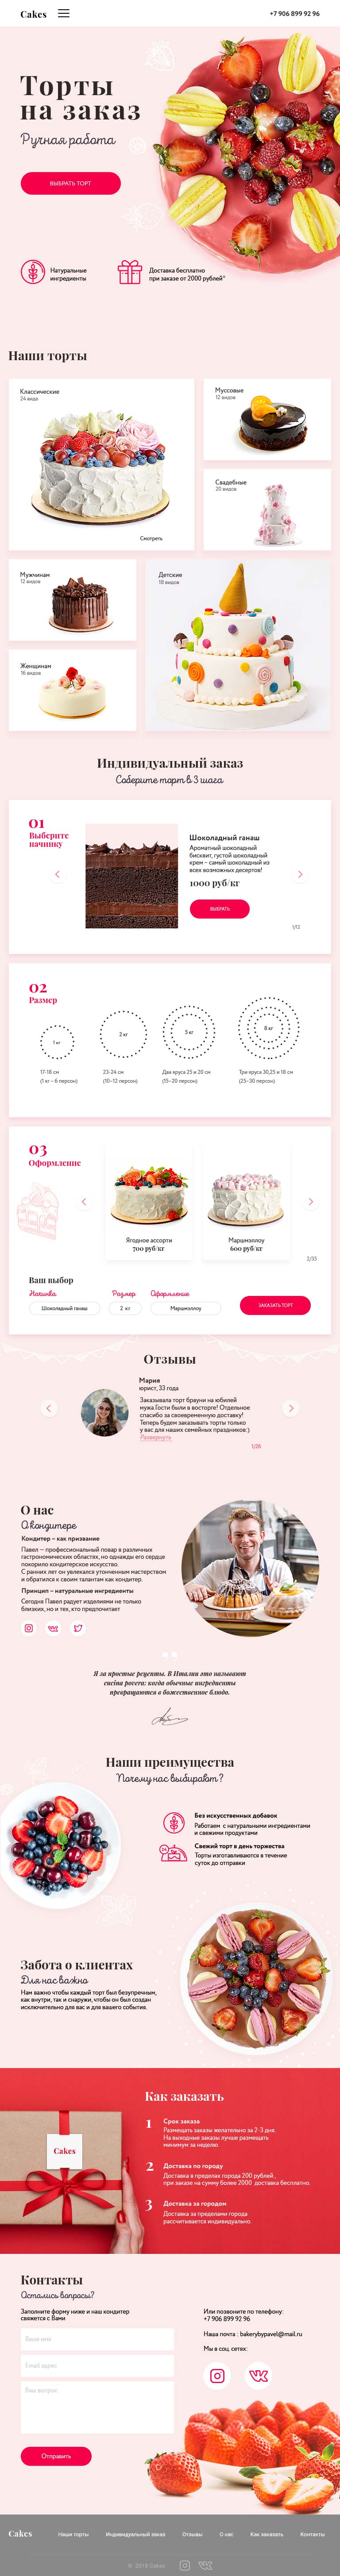 Cakes
+7 906 899 92 96
Торты
на заказ
Ручная работа
ВЫБРАТЬ ТОРТ
Натуральные
ингредиенты
Доставка бесплатно
при заказе от 2000 рублей*
Наши торты
Классические
24 вида
Смотреть
Муссовые
12 видов
Свадебные
20 видов
Мужчинам
12 видов
Женщинам
16 видов
Детские
18 видов
Индивидуальный заказ
Соберите торт в 3 шага
01
Выберите
начинку
Шоколадный ганаш
Ароматный шоколадный
бисквит, густой шоколадный
крем – самый шоколадный из
всех возможных десертов!
1000 руб/кг
ВЫБРАТЬ
1/12
02
Размер
1 кг
2 кг
5 кг
8 кг
17-18 см
(1 кг – 6 персон)
23-24 см
(10–12 персон)
Два яруса 25 и 20 см
(15–20 персон)
Три яруса 30,25 и 18 см
(25–30 персон)
03
Оформление
Ягодное ассорти
700 руб/кг
Маршмэллоу
600 руб/кг
2/35
Ваш выбор
Начинка
Размер
Оформление
Шоколадный ганаш
2 кг
Маршмэллоу
ЗАКАЗАТЬ ТОРТ
Отзывы
Мария
юрист, 33 года
Заказывала торт брауни на юбилей
мужа.Гости были в восторге! Отдельное
спасибо за своевременную доставку!
Теперь будем заказывать торты только
у вас для наших семейных праздников:)
Развернуть
1/26
О нас
О кондитере
Кондитер – как призвание
Павел — профессиональный повар в различных
гастрономических областях, но однажды его сердце
покорило кондитерское искусство.
С ранних лет он увлекался утонченным мастерством
и обратился к своим талантам как кондитер.
Принцип – натуральные ингредиенты
Сегодня Павел радует изделиями не только
близких, но и тех, кто предпочитает
Я за простые рецепты. В Италии это называют
cucina povera: когда обычные ингредиенты
превращаются в божественное блюдо.
Наши преимущества
Почему нас выбирают?
Без искусственных добавок
Работаем с натуральными ингредиентами
и свежими продуктами
24
Свежий торт в день торжества
Торты изготавливаются в течение
суток до отправки
Забота о клиентах
Для нас важно
Нам важно чтобы каждый торт был безупречным,
как внутри, так и снаружи, чтобы он был создан
исключительно для вас и для вашего события.
Как заказать
Cakes
1
Срок заказа
Размещать заказы желательно за 2-3 дня.
На выходные заказы лучше размещать
минимум за неделю.
2
Доставка по городу
Доставка в пределах города 200 рублей ,
при заказе на сумму более 2000 доставка бесплатно.
3
Доставка за городом
Доставка за пределами города
рассчитывается индивидуально.
Контакты
Остались вопросы?
Заполните форму ниже и наш кондитер
свяжется с Вами
Ваше имя
E-mail адрес
Ваш вопрос
Отправить
Или позвоните по телефону:
+7 906 899 92 96
Наша почта : bakerybypavel@mail.ru
Мы в соц. сетях:
Cakes
Наши торты
Индивидуальный заказ
Отзывы
О нас
Как заказать
Контакты
© 2018 Cakes